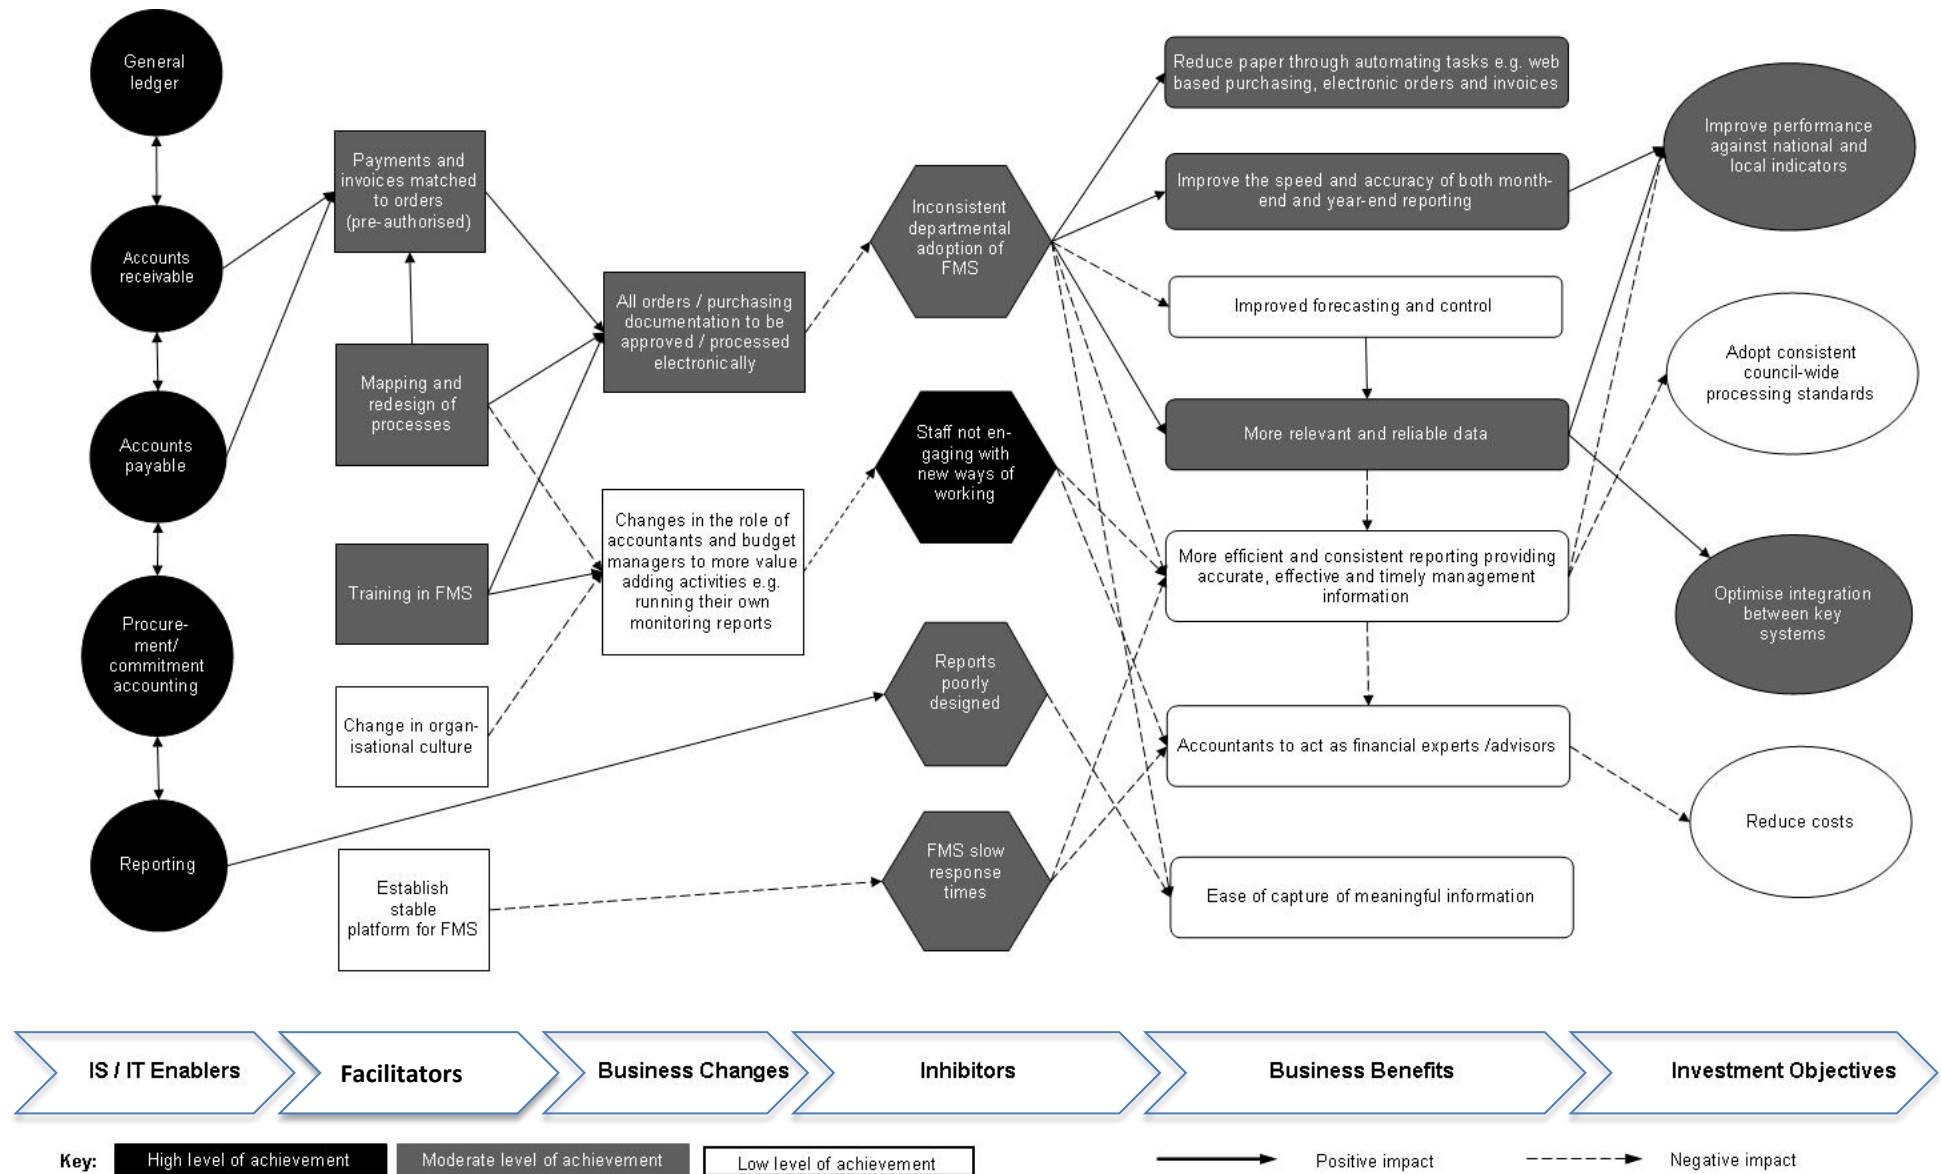 General
ledger
Accounts
receivable
Accounts
payable
Procure-
ment/
commitment
accounting
Reporting
Payments and
invoices matched
to orders
(pre-authorised)
Mapping and
redesign of
processes
Training in FMS
Change in organ-
isational culture
Establish
stable
platform for FMS
All orders / purchasing
documentation to be
approved / processed
electronically
Changes in the role of
accountants and budget
managers to more value
adding activities e.g.
running their own
monitoring reports
Inconsistent
departmental
adoption of
FMS
Staff not en-
gaging with
new ways of
working
Reports
poorly
designed
FMS slow
response
times
Reduce paper through automating tasks e.g. web
based purchasing, electronic orders and invoices
Improve the speed and accuracy of both month-
end and year-end reporting
Improved forecasting and control
More relevant and reliable data
More efficient and consistent reporting providing
accurate, effective and timely management
information
Accountants to act as financial experts /advisors
Ease of capture of meaningful information
Improve performance
against national and
local indicators
Adopt consistent
council-wide
processing standards
Optimise integration
between key
systems
Reduce costs
IS / IT Enablers
Facilitators
Business Changes
Inhibitors
Business Benefits
Investment Objectives
Key:
High level of achievement
Moderate level of achievement
Low level of achievement
Positive impact
Negative impact